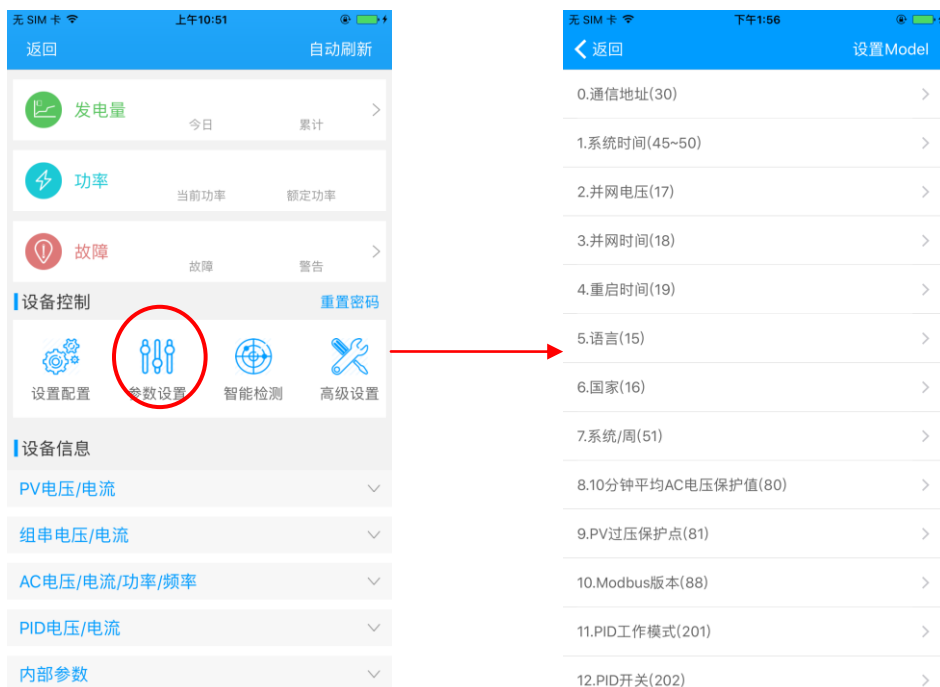 无 SIM 卡 上午10:51
返回 自动刷新
发电量
今日 累计
功率
当前功率 额定功率
故障
故障 警告
设备控制 重置密码
设置配置 参数设置 智能检测 高级设置
设备信息
PV电压/电流
组串电压/电流
AC电压/电流/功率/频率
PID电压/电流
内部参数
无 SIM 卡 下午1:56
返回 设置Model
0.通信地址(30)
1.系统时间(45~50)
2.并网电压(17)
3.并网时间(18)
4.重启时间(19)
5.语言(15)
6.国家(16)
7.系统/周(51)
8.10分钟平均AC电压保护值(80)
9.PV过压保护点(81)
10.Modbus版本(88)
11.PID工作模式(201)
12.PID开关(202)